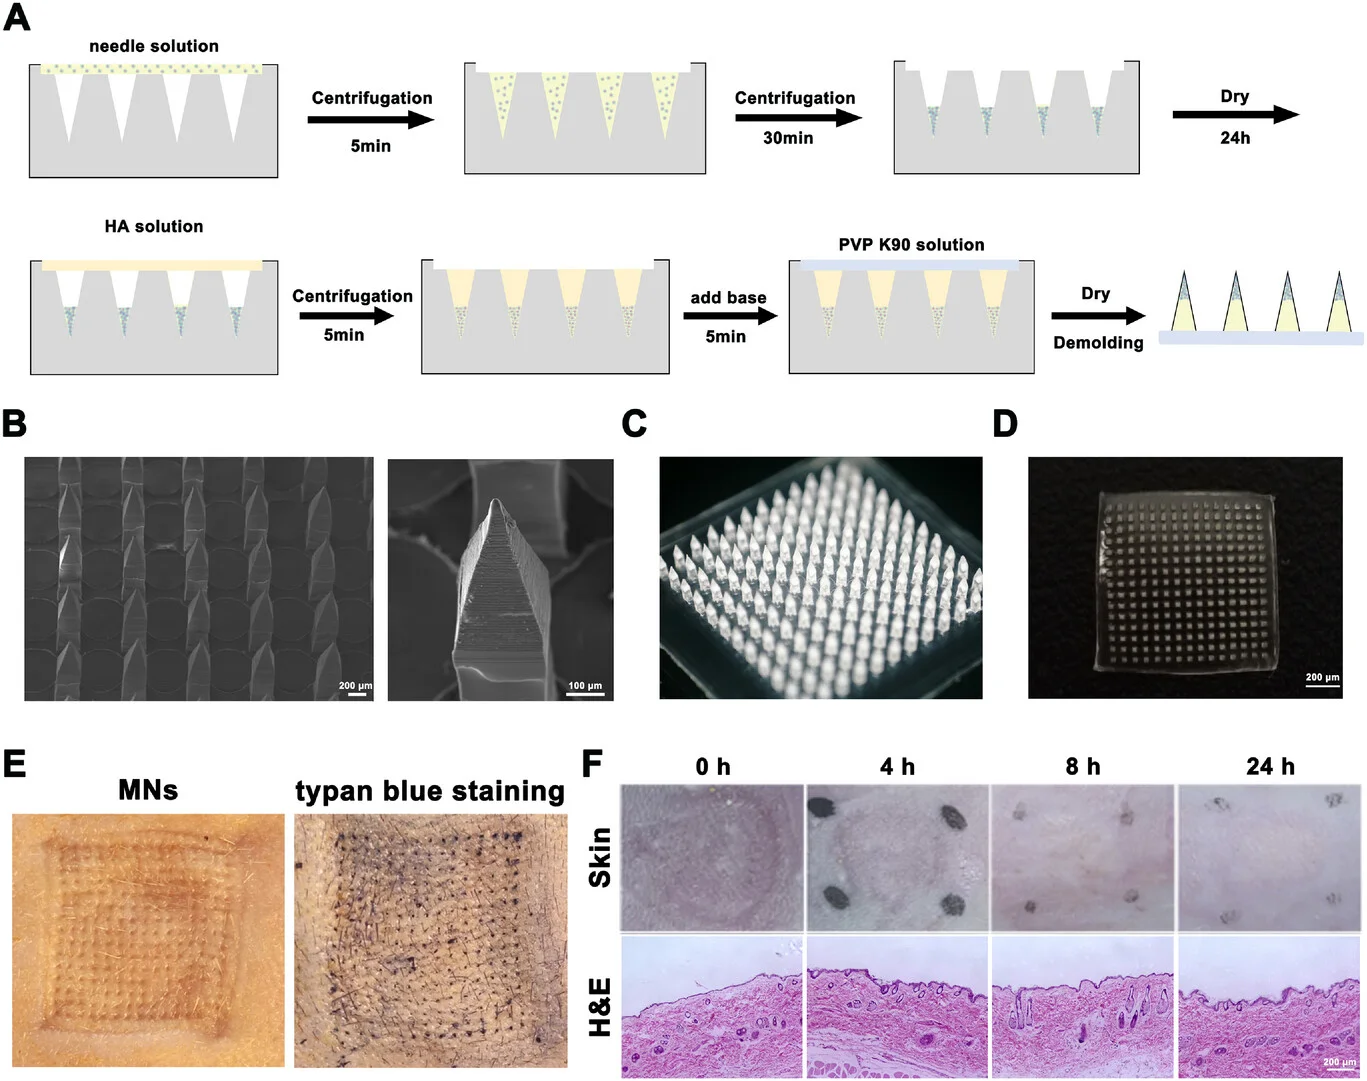 A
needle solution
Centrifugation
5min
Centrifugation
30min
Dry
24h
HA solution
Centrifugation
5min
add base
5min
PVP K90 solution
Dry
Demolding
B
200 μm
100 μm
C
D
200 μm
E
MNs
typan blue staining
F
0 h
4 h
8 h
24 h
Skin
H&E
200 μm